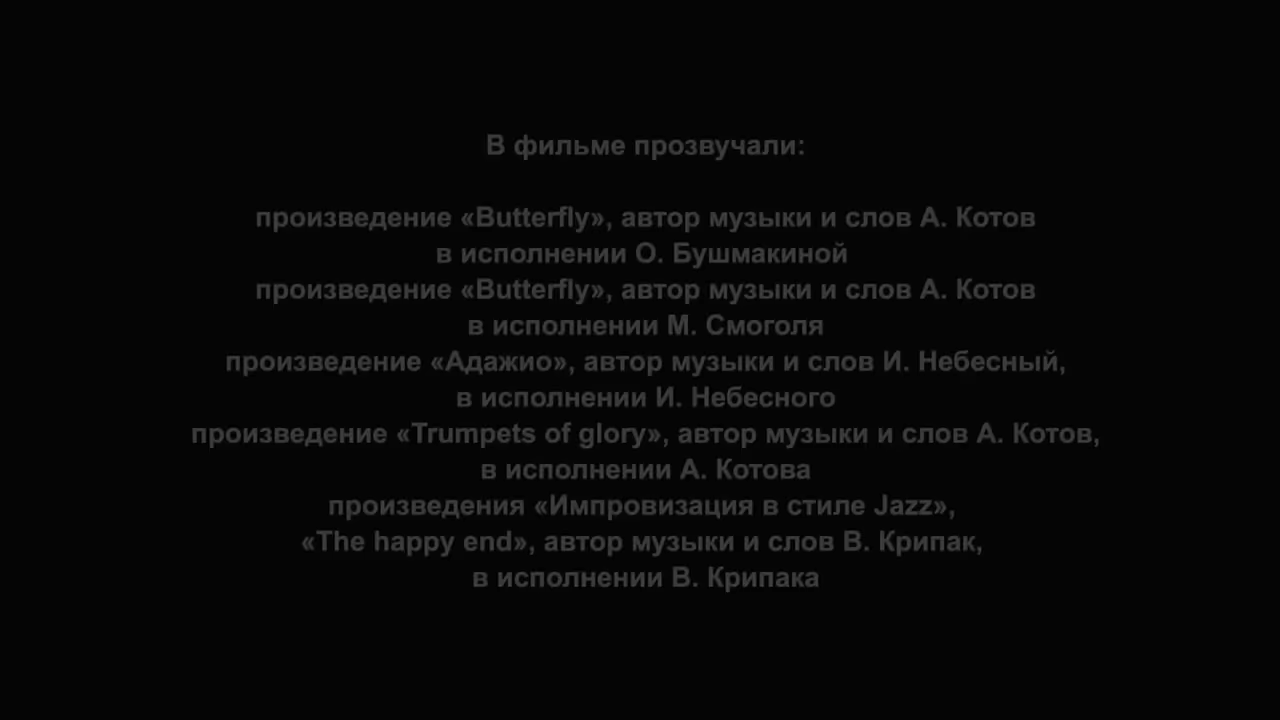 В фильме прозвучали:
произведение «Butterfly», автор музыки и слов А. Котов
в исполнении О. Бушмакиной
произведение «Butterfly», автор музыки и слов А. Котов
в исполнении М. Смоголя
произведение «Адажио», автор музыки и слов И. Небесный,
в исполнении И. Небесного
произведение «Trumpets of glory», автор музыки и слов А. Котов,
в исполнении А. Котова
произведения «Импровизация в стиле Jazz»,
«The happy end», автор музыки и слов В. Крипак,
в исполнении В. Крипака